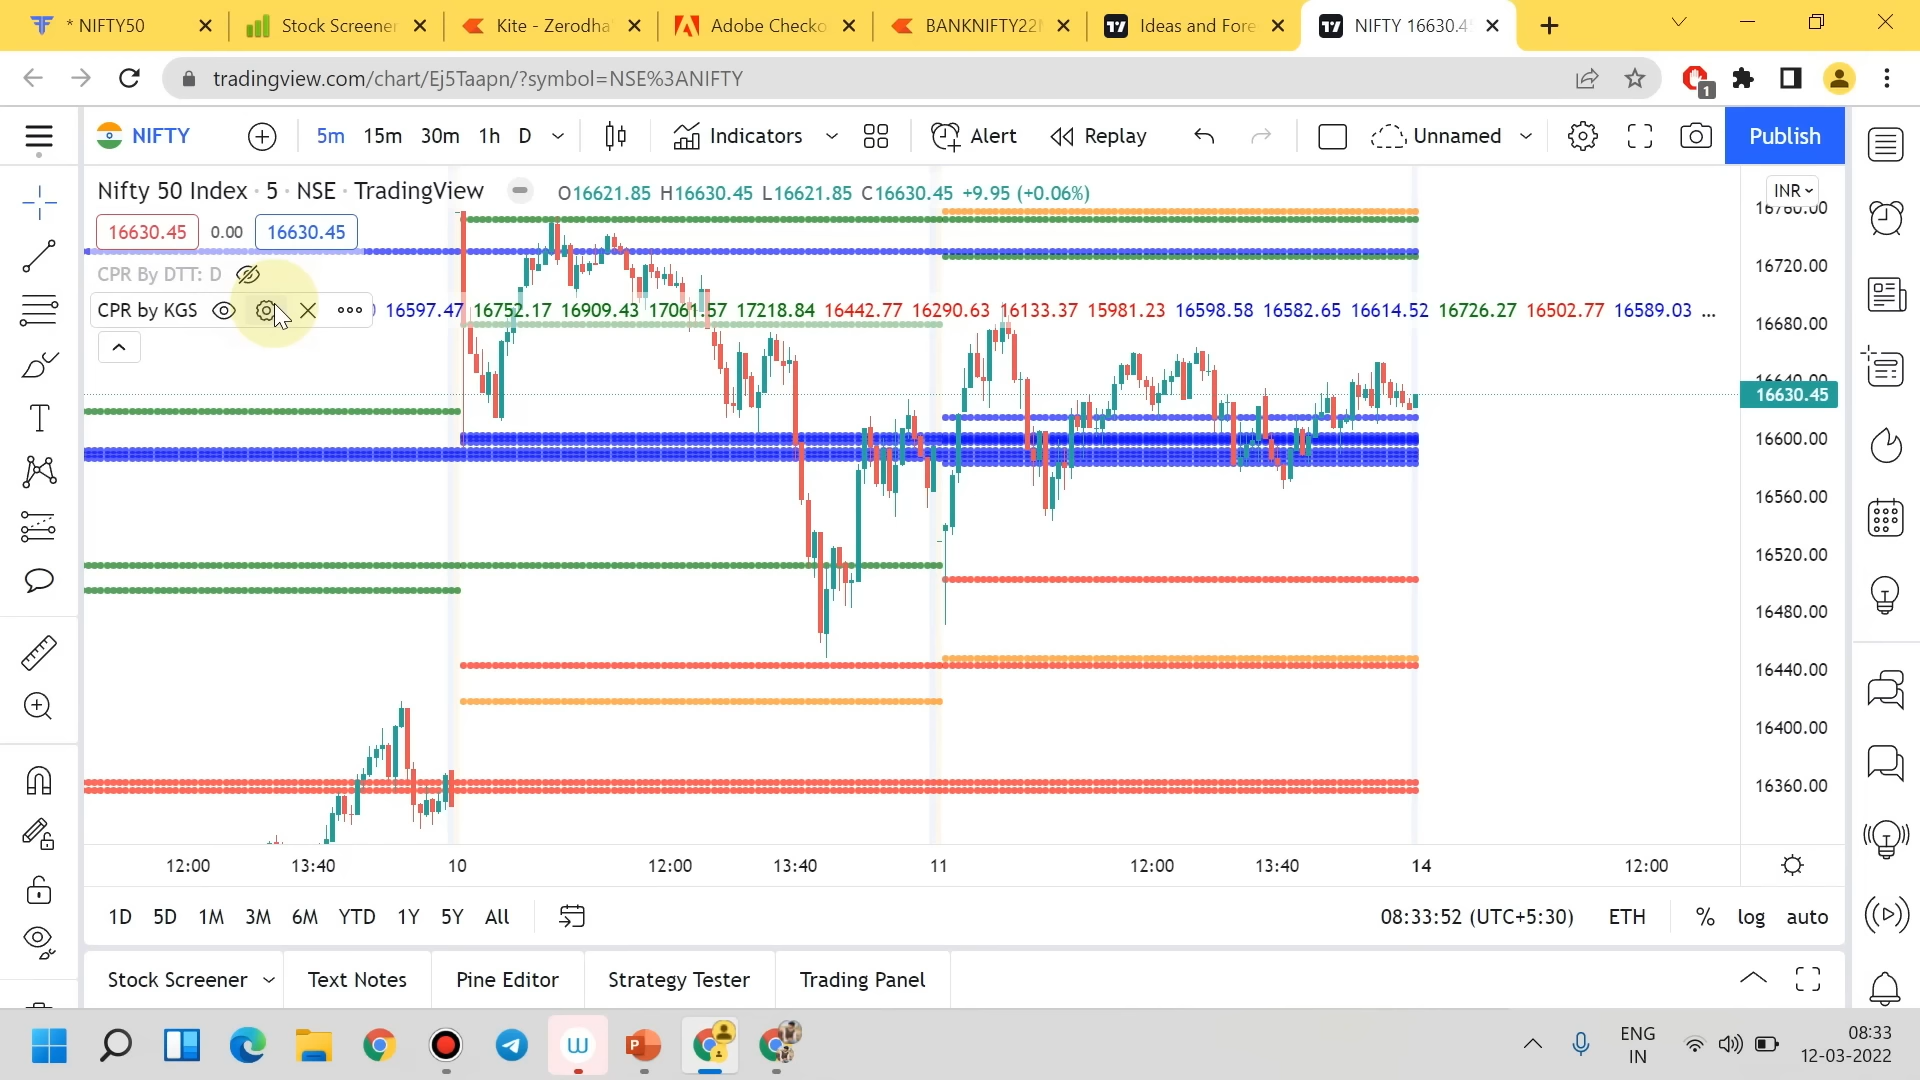 * NIFTY50
Stock Screener
Kite - Zerodha
Adobe Checko
BANKNIFTY22
Ideas and Fore
NIFTY 16630.4
tradingview.com/chart/Ej5Taapn/?symbol=NSE%3ANIFTY
1
NIFTY
5m 15m 30m 1h D
Indicators
Alert
Replay
Unnamed
Publish
Nifty 50 Index · 5 · NSE · TradingView
O16621.85 H16630.45 L16621.85 C16630.45 +9.95 (+0.06%)
INR
16630.45 0.00 16630.45
CPR By DTT: D
CPR by KGS
16597.47 16752.17 16909.43 17061.57 17218.84 16442.77 16290.63 16133.37 15981.23 16598.58 16582.65 16614.52 16726.27 16502.77 16589.03 ...
16760.00
16720.00
16680.00
16640.00
16630.45
16600.00
16560.00
16520.00
16480.00
16440.00
16400.00
16360.00
12:00 13:40 10 12:00 13:40 11 12:00 13:40 14 12:00
1D 5D 1M 3M 6M YTD 1Y 5Y All
08:33:52 (UTC+5:30) ETH % log auto
Stock Screener Text Notes Pine Editor Strategy Tester Trading Panel
ENG
IN
08:33
12-03-2022